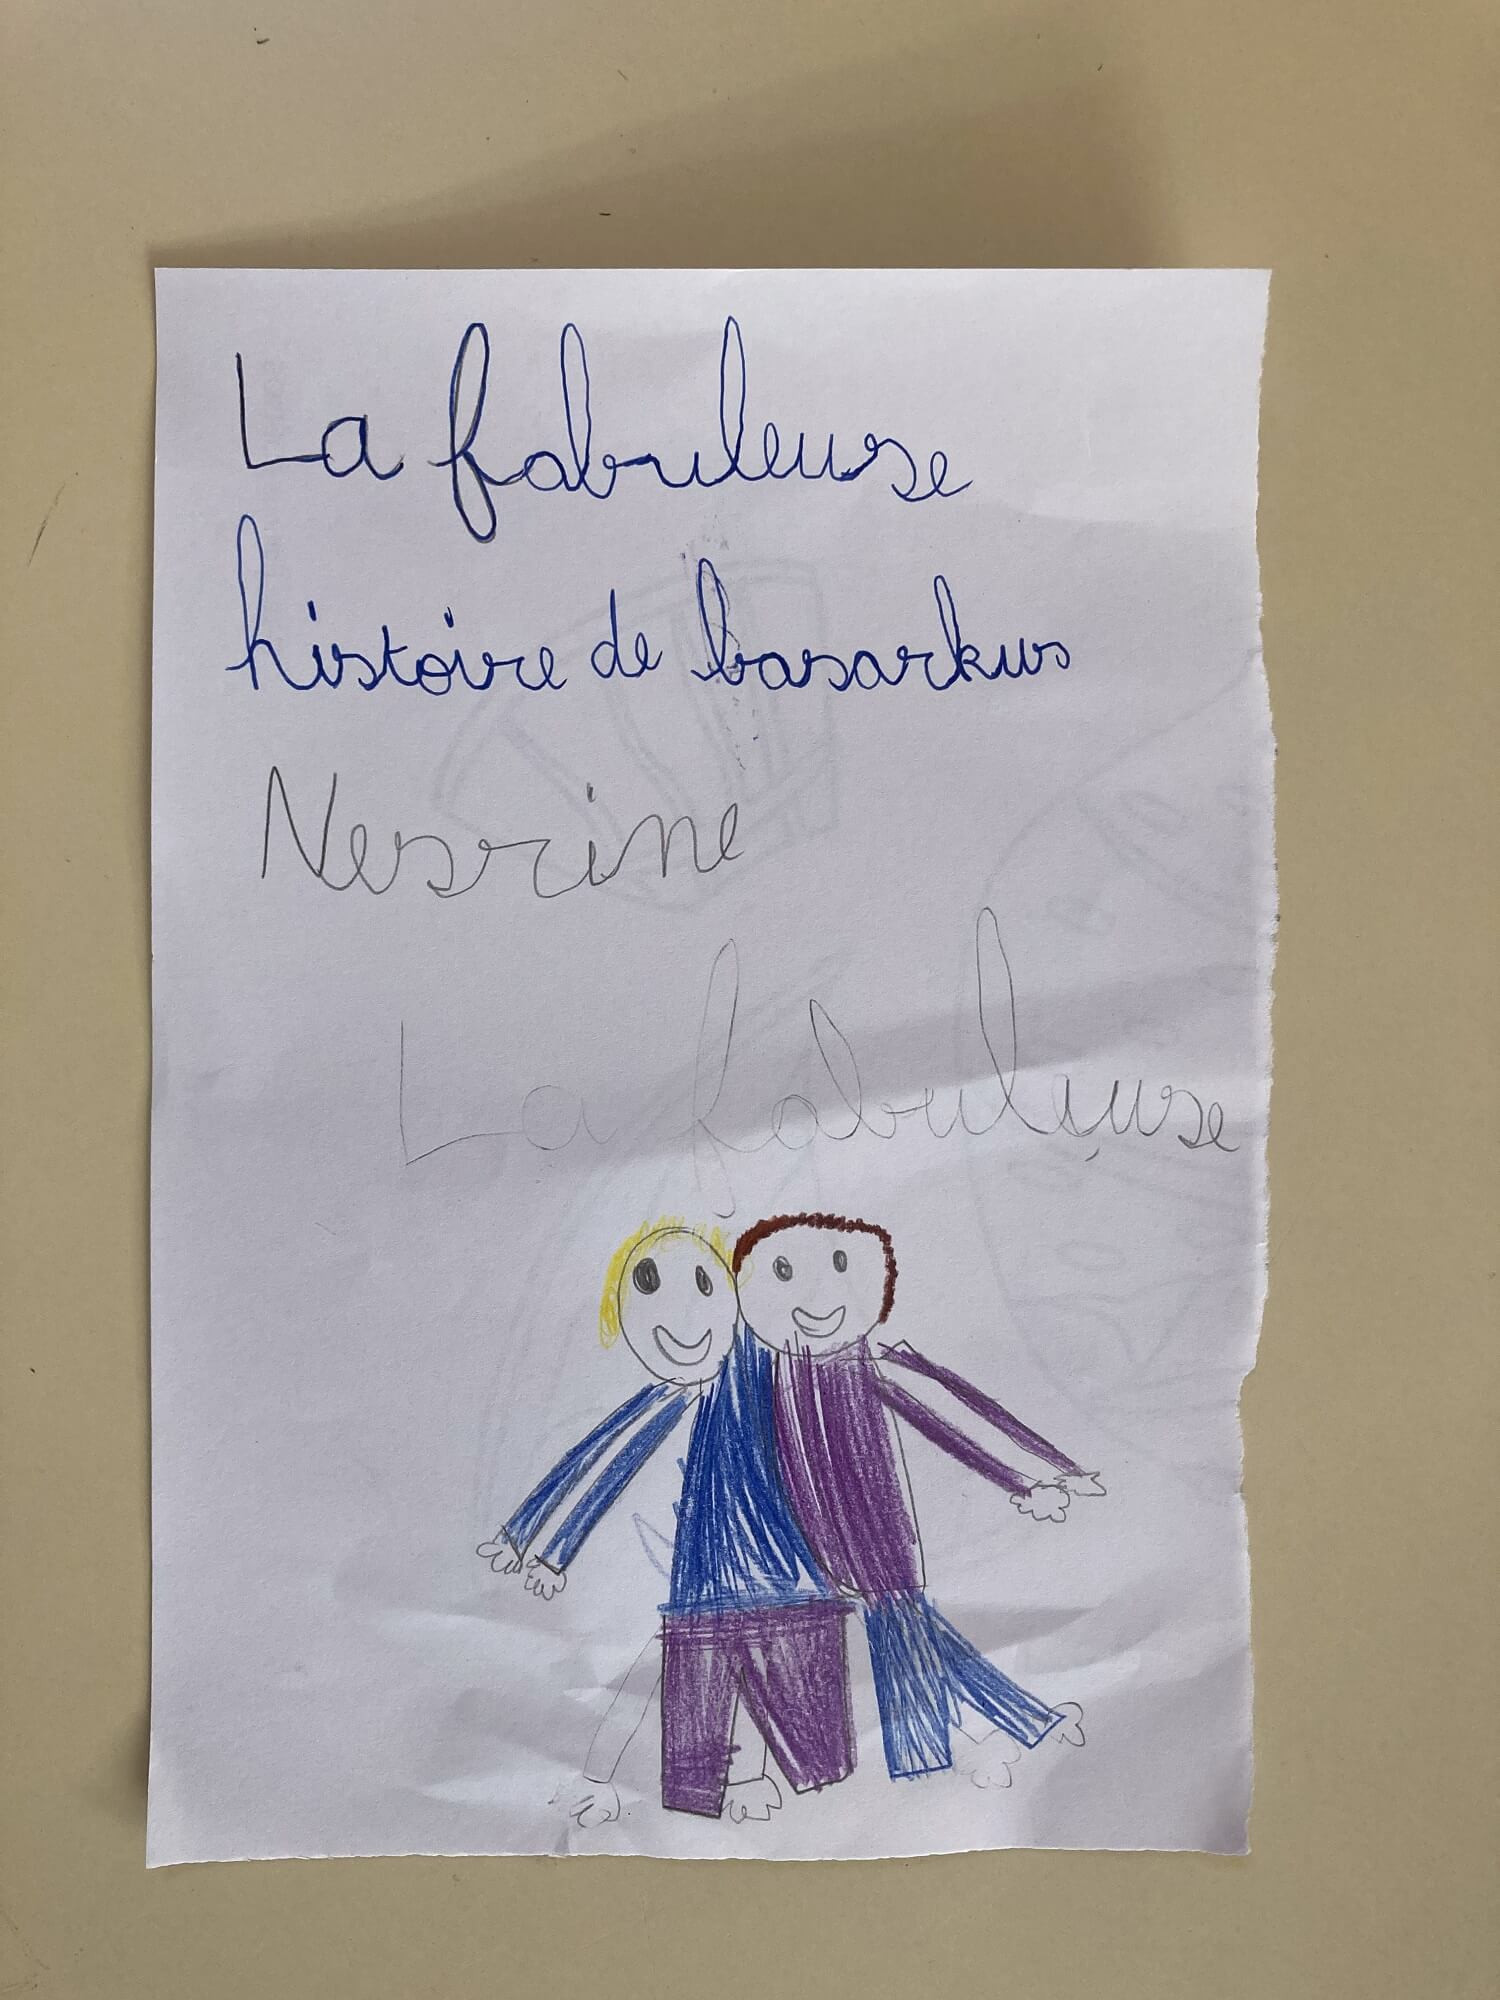 La fabuleuse
histoire de basarkus
Nesrine
La fabuleuse